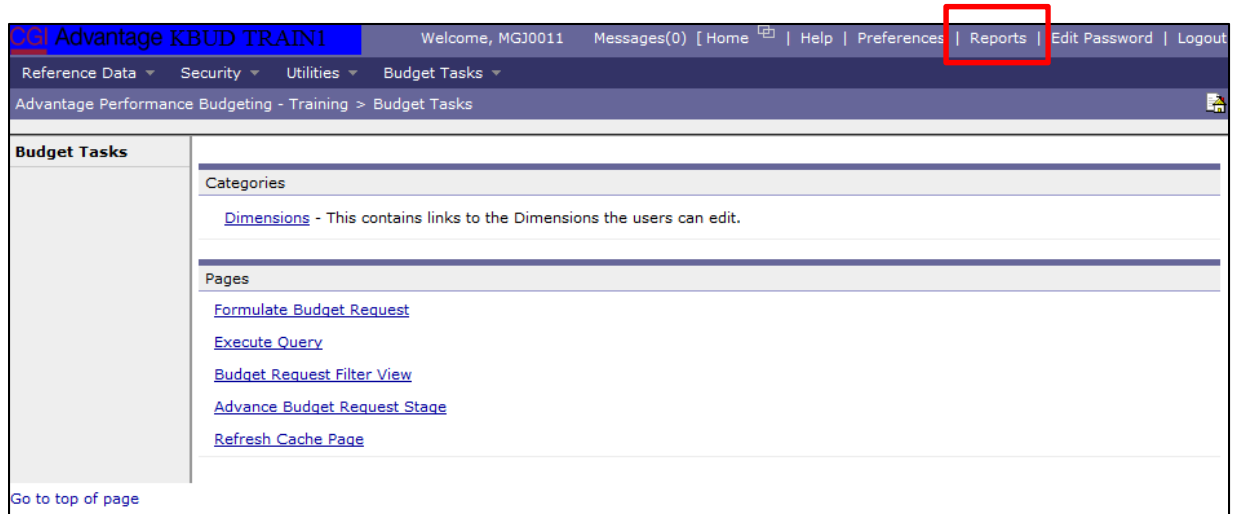 CGI Advantage KBUD TRAIN1 Welcome, MGJ0011 Messages(0) [ Home | Help | Preferences | Reports | Edit Password | Logout
Reference Data Security Utilities Budget Tasks
Advantage Performance Budgeting - Training > Budget Tasks
Budget Tasks
Categories
Dimensions - This contains links to the Dimensions the users can edit.
Pages
Formulate Budget Request
Execute Query
Budget Request Filter View
Advance Budget Request Stage
Refresh Cache Page
Go to top of page